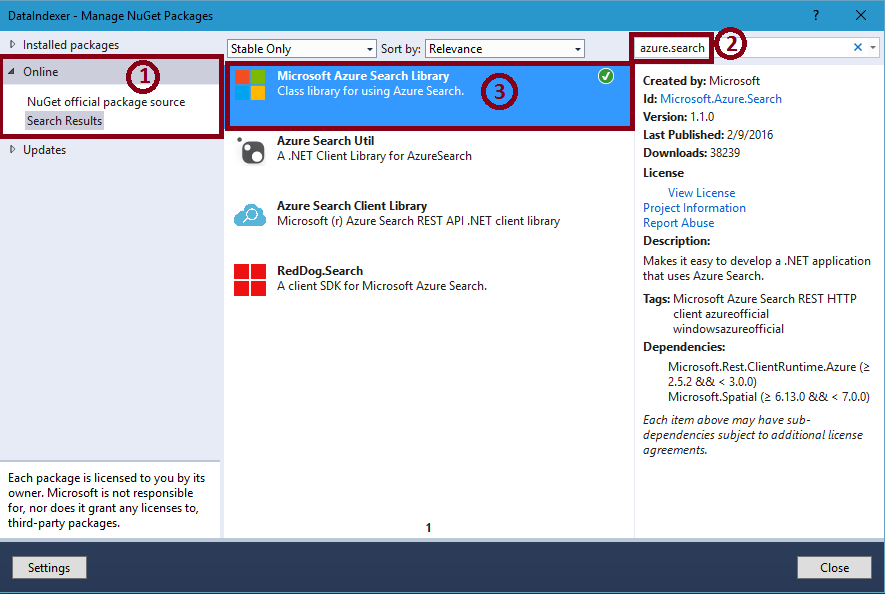 DataIndexer - Manage NuGet Packages
?
Installed packages
Online
1
NuGet official package source
Search Results
Updates
Each package is licensed to you by its
owner. Microsoft is not responsible
for, nor does it grant any licenses to,
third-party packages.
Stable Only
Sort by:
Relevance
azure.search
2
Microsoft Azure Search Library
Class library for using Azure Search.
3
Azure Search Util
A .NET Client Library for AzureSearch
Azure Search Client Library
Microsoft (r) Azure Search REST API .NET client library
RedDog.Search
A client SDK for Microsoft Azure Search.
1
Created by: Microsoft
Id: Microsoft.Azure.Search
Version: 1.1.0
Last Published: 2/9/2016
Downloads: 38239
License
View License
Project Information
Report Abuse
Description:
Makes it easy to develop a .NET application
that uses Azure Search.
Tags: Microsoft Azure Search REST HTTP
client azureofficial
windowsazureofficial
Dependencies:
Microsoft.Rest.ClientRuntime.Azure (≥
2.5.2 && < 3.0.0)
Microsoft.Spatial (≥ 6.13.0 && < 7.0.0)
Each item above may have sub-
dependencies subject to additional license
agreements.
Settings
Close